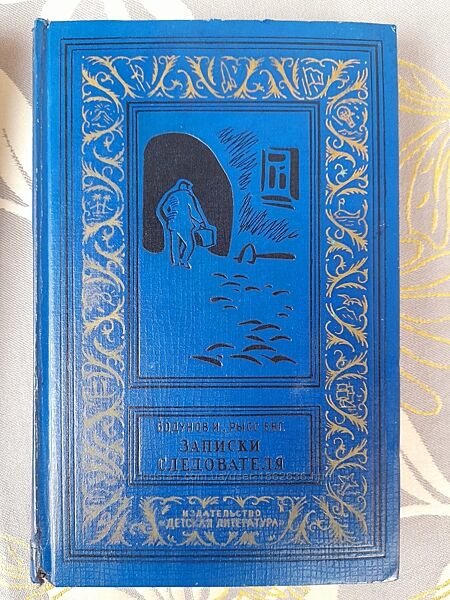 БОДУНОВ И., РЫСС ЕВГ.
ЗАПИСКИ
СЛЕДОВАТЕЛЯ
ИЗДАТЕЛЬСТВО
«ДЕТСКАЯ ЛИТЕРАТУРА»